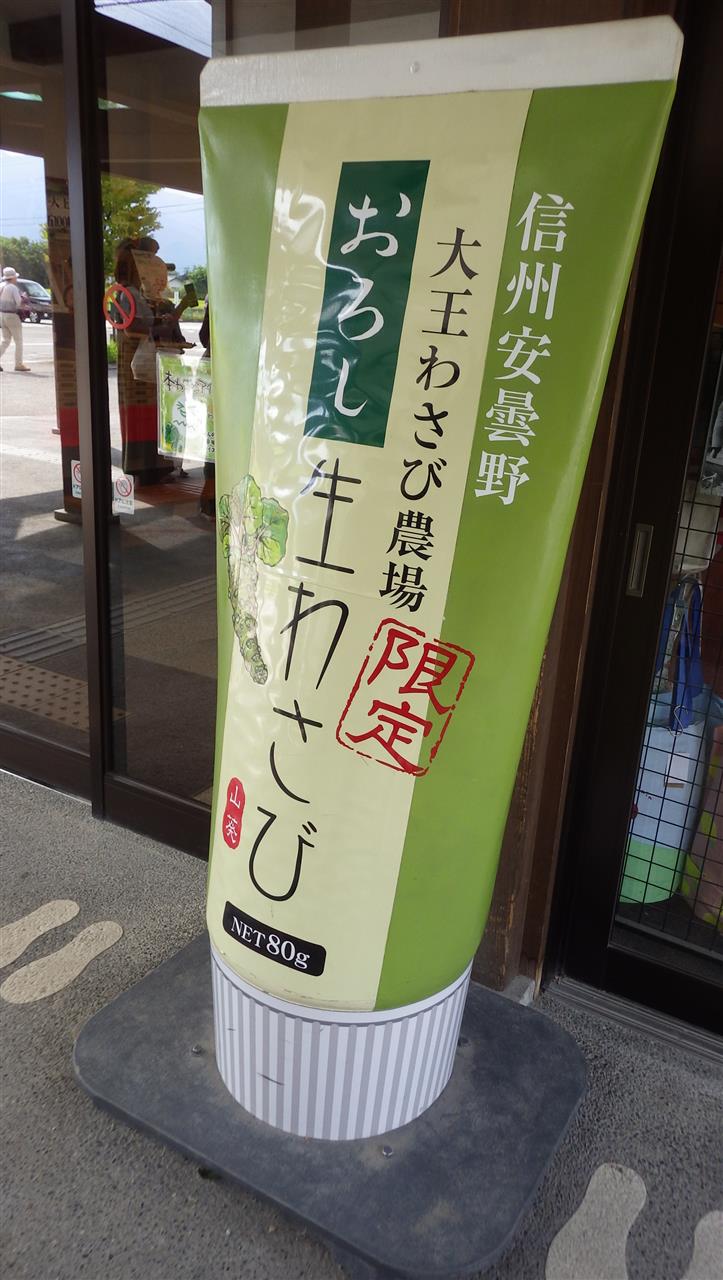 信州安曇野
大王わさび農場
限定
おろし
生わさび
山葵
NET80g